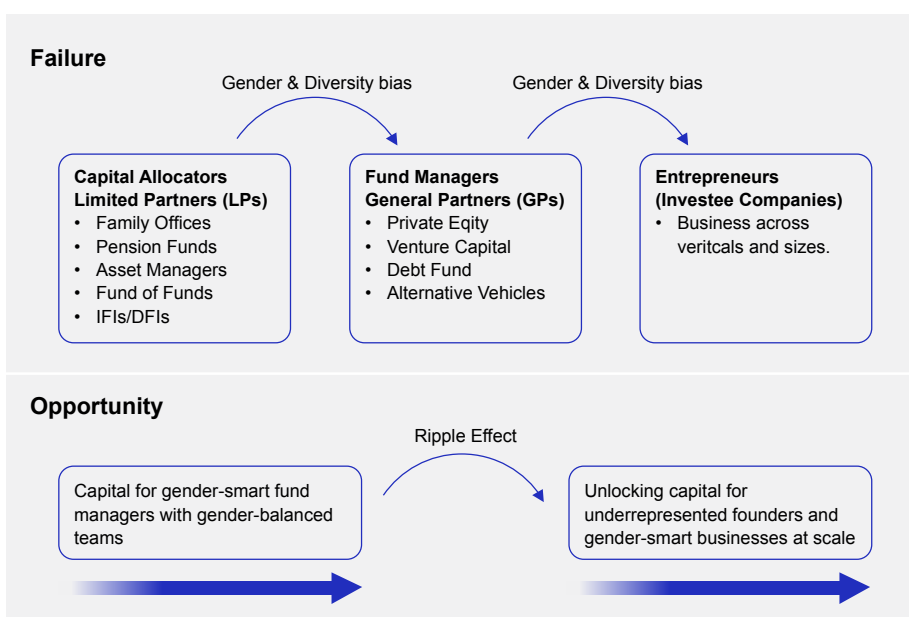 Failure
Gender & Diversity bias
Gender & Diversity bias
Capital Allocators
Limited Partners (LPs)
• Family Offices
• Pension Funds
• Asset Managers
• Fund of Funds
• IFIs/DFIs
Fund Managers
General Partners (GPs)
• Private Eqity
• Venture Capital
• Debt Fund
• Alternative Vehicles
Entrepreneurs
(Investee Companies)
• Business across
veritcals and sizes.
Opportunity
Ripple Effect
Capital for gender-smart fund
managers with gender-balanced
teams
Unlocking capital for
underrepresented founders and
gender-smart businesses at scale